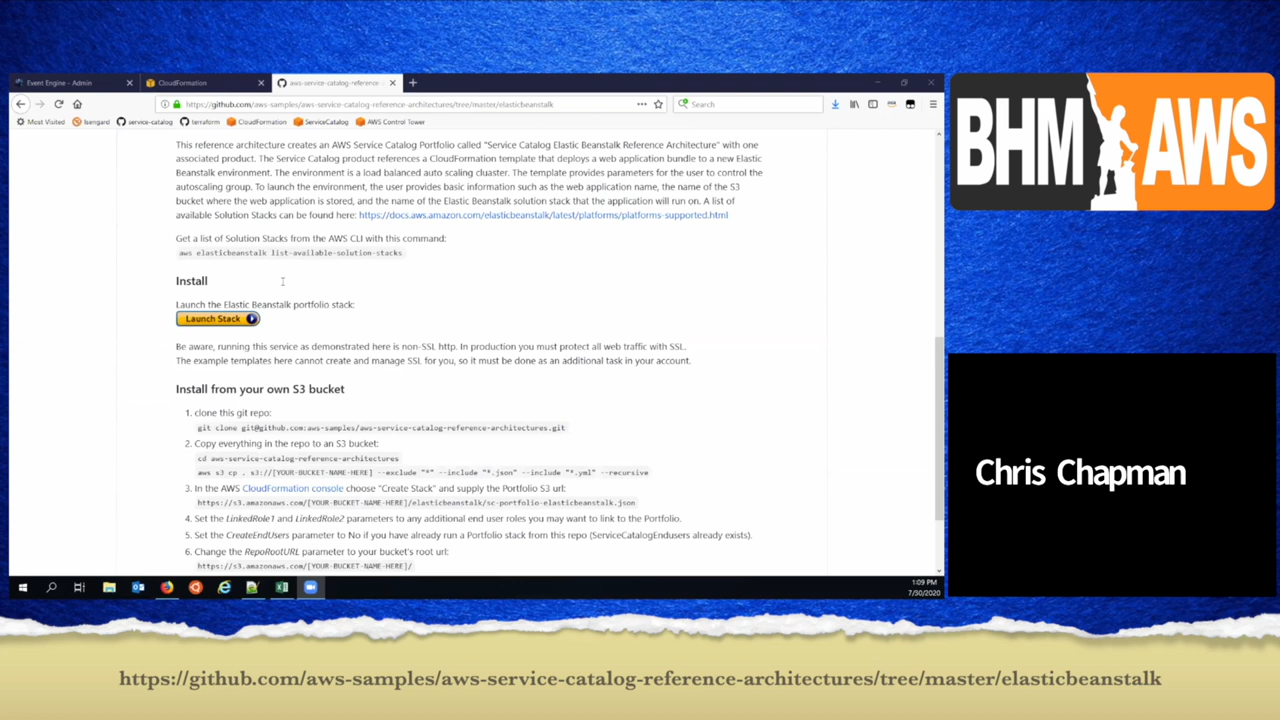 Event Engine - Admin
CloudFormation
aws-service-catalog-reference
https://github.com/aws-samples/aws-service-catalog-reference-architectures/tree/master/elasticbeanstalk
Search
Most Visited
Isengard
service-catalog
terraform
CloudFormation
ServiceCatalog
AWS Control Tower
This reference architecture creates an AWS Service Catalog Portfolio called "Service Catalog Elastic Beanstalk Reference Architecture" with one
associated product. The Service Catalog product references a CloudFormation template that deploys a web application bundle to a new Elastic
Beanstalk environment. The environment is a load balanced auto scaling cluaster. The template provides parameters for the user to control the
autoscaling group. To launch the environment, the user provides basic information such as the web application name, the name of the S3
bucket where the web application is stored, and the name of the Elastic Beanstalk solution stack that the application will run on. A list of
available Solution Stacks can be found here: https://docs.aws.amazon.com/elasticbeanstalk/latest/platforms/platforms-supported.html
Get a list of Solution Stacks from the AWS CLI with this command:
aws elasticbeanstalk list-available-solution-stacks
Install
Launch the Elastic Beanstalk portfolio stack:
Launch Stack
Be aware, running this service as demonstrated here is non-SSL http. In production you must protect all web traffic with SSL.
The example templates here cannot create and manage SSL for you, so it must be done as an additional task in your account.
Install from your own S3 bucket
1. clone this git repo:
git clone git@github.com:aws-samples/aws-service-catalog-reference-architectures.git
2. Copy everything in the repo to an S3 bucket:
cd aws-service-catalog-reference-architectures
aws s3 cp . s3://[YOUR-BUCKET-NAME-HERE] --exclude "*" --include "*.json" --include "*.yml" --recursive
3. In the AWS CloudFormation console choose "Create Stack" and supply the Portfolio S3 url:
https://s3.amazonaws.com/[YOUR-BUCKET-NAME-HERE]/elasticbeanstalk/sc-portfolio-elasticbeanstalk.json
4. Set the LinkedRole1 and LinkedRole2 parameters to any additional end user roles you may want to link to the Portfolio.
5. Set the CreateEndUsers parameter to No if you have already run a Portfolio stack from this repo (ServiceCatalogEndusers already exists).
6. Change the RepoRootURL parameter to your bucket's root url:
https://s3.amazonaws.com/[YOUR-BUCKET-NAME-HERE]/
1:09 PM
7/30/2020
BHM AWS
Chris Chapman
https://github.com/aws-samples/aws-service-catalog-reference-architectures/tree/master/elasticbeanstalk